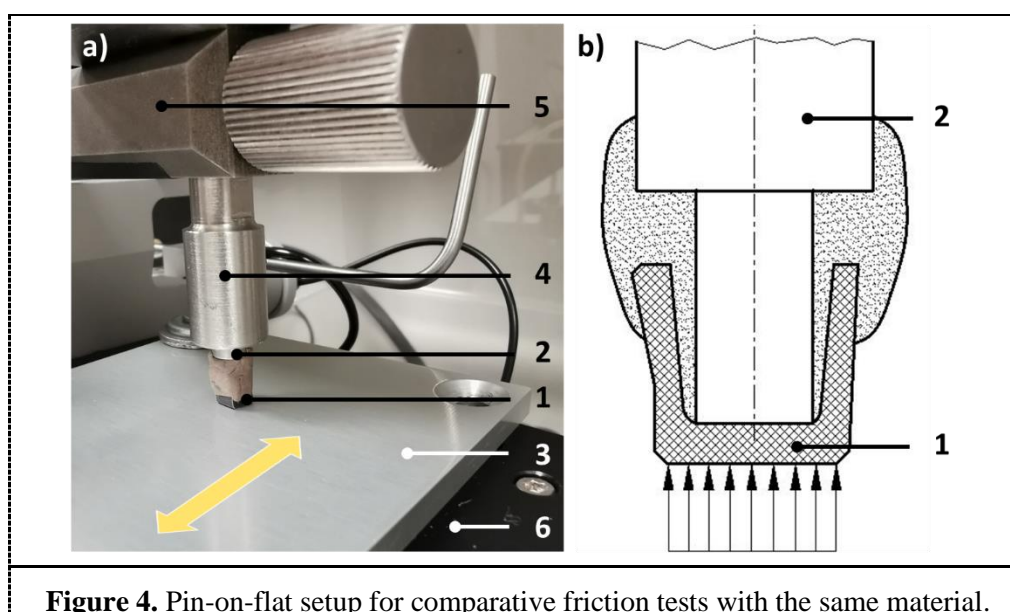 a)
b)
5
2
4
2
1
1
3
6
Figure 4. Pin-on-flat setup for comparative friction tests with the same material.